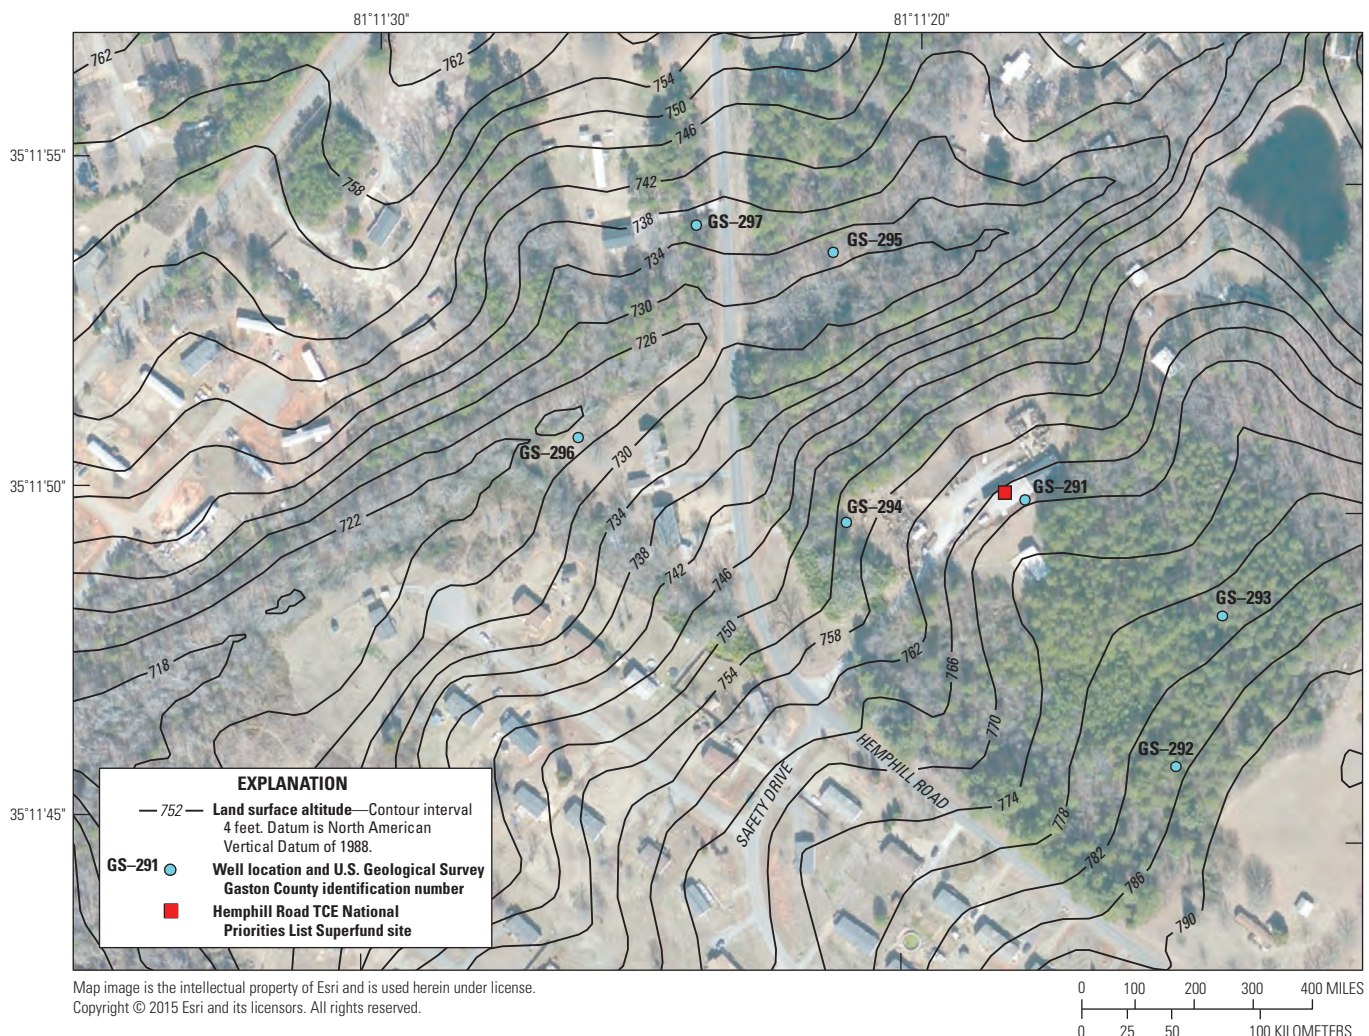 81°11'30"
81°11'20"
762
762
754
750
746
35°11'55"
758
742
738
GS–297
GS–295
734
730
726
GS–296
730
35°11'50"
GS–291
GS–294
722
734
738
742
746
GS–293
750
758
762
718
754
766
770
GS–292
HEMPHILL ROAD
SAFETY DRIVE
774
778
782
786
790
35°11'45"
EXPLANATION
752 Land surface altitude—Contour interval
4 feet. Datum is North American
Vertical Datum of 1988.
GS–291 Well location and U.S. Geological Survey
Gaston County identification number
Hemphill Road TCE National
Priorities List Superfund site
Map image is the intellectual property of Esri and is used herein under license.
Copyright © 2015 Esri and its licensors. All rights reserved.
0 100 200 300 400 MILES
0 25 50 100 KILOMETERS